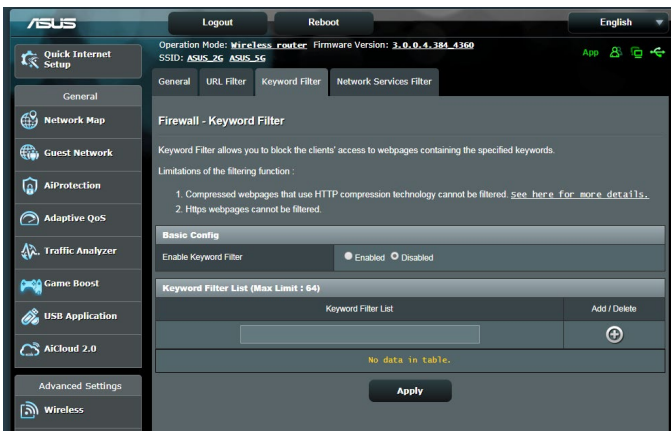 ASUS
Logout
Reboot
English
Quick Internet
Setup
Operation Mode: Wireless router Firmware Version: 3.0.0.4.384_4360
SSID: ASUS_2G ASUS_5G
App
General
URL Filter
Keyword Filter
Network Services Filter
General
Network Map
Guest Network
AiProtection
Adaptive QoS
Traffic Analyzer
Game Boost
USB Application
AiCloud 2.0
Advanced Settings
Wireless
Firewall - Keyword Filter
Keyword Filter allows you to block the clients' access to webpages containing the specified keywords.
Limitations of the filtering function :
1. Compressed webpages that use HTTP compression technology cannot be filtered. See here for more details.
2. Https webpages cannot be filtered.
Basic Config
Enable Keyword Filter
Enabled Disabled
Keyword Filter List (Max Limit : 64)
Keyword Filter List
Add / Delete
No data in table.
Apply